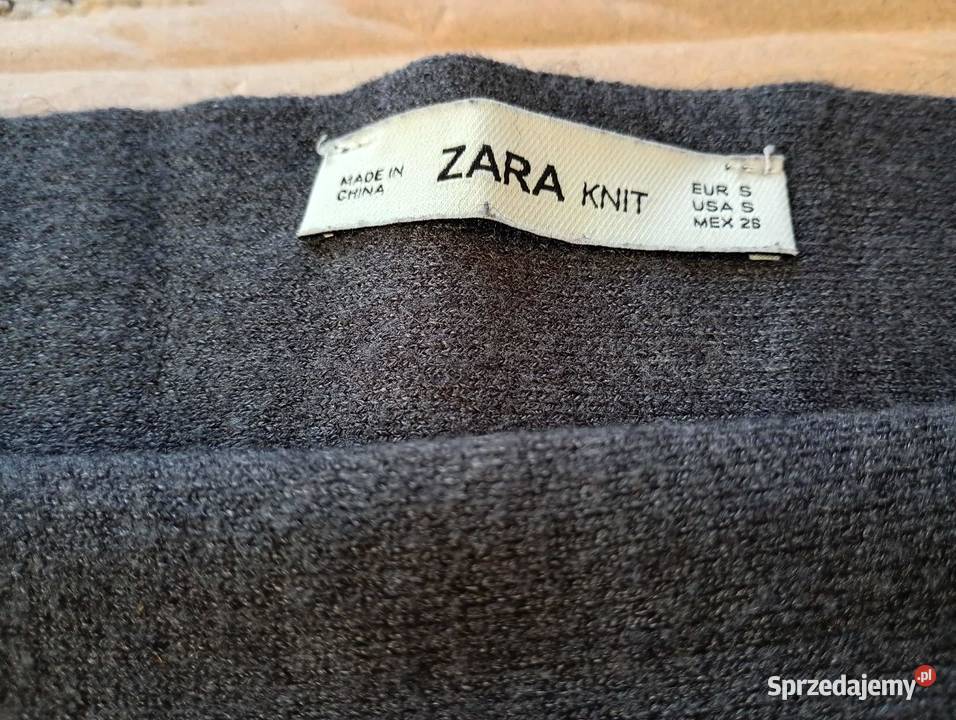 MADE IN
CHINA
ZARA KNIT
EUR S
USA S
MEX 26
Sprzedajemy.pl